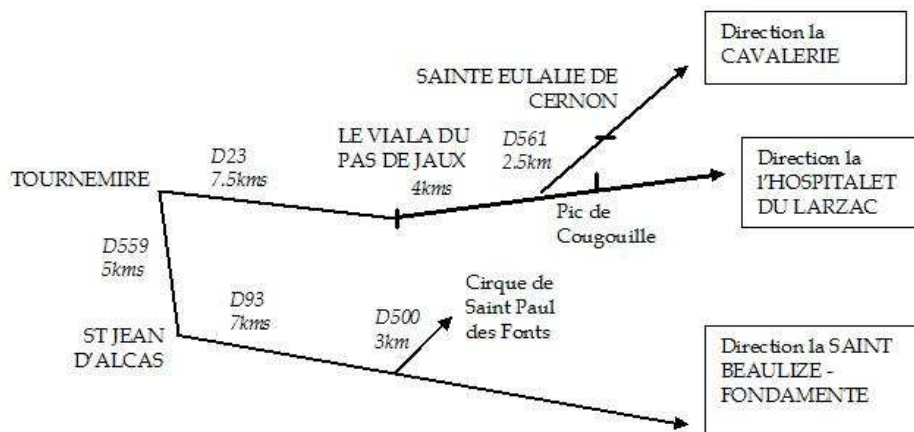 Direction la
CAVALERIE
SAINTE EULALIE DE
CERNON
LE VIALA DU
PAS DE JAUX
D561
2.5km
D23
7.5kms
4kms
TOURNEMIRE
Direction la
l'HOSPITALET
DU LARZAC
Pic de
Cougouille
D559
5kms
D93
7kms
Cirque de
Saint Paul
des Fonts
D500
3km
ST JEAN
D'ALCAS
Direction la SAINT
BEAULIZE -
FONDAMENTE